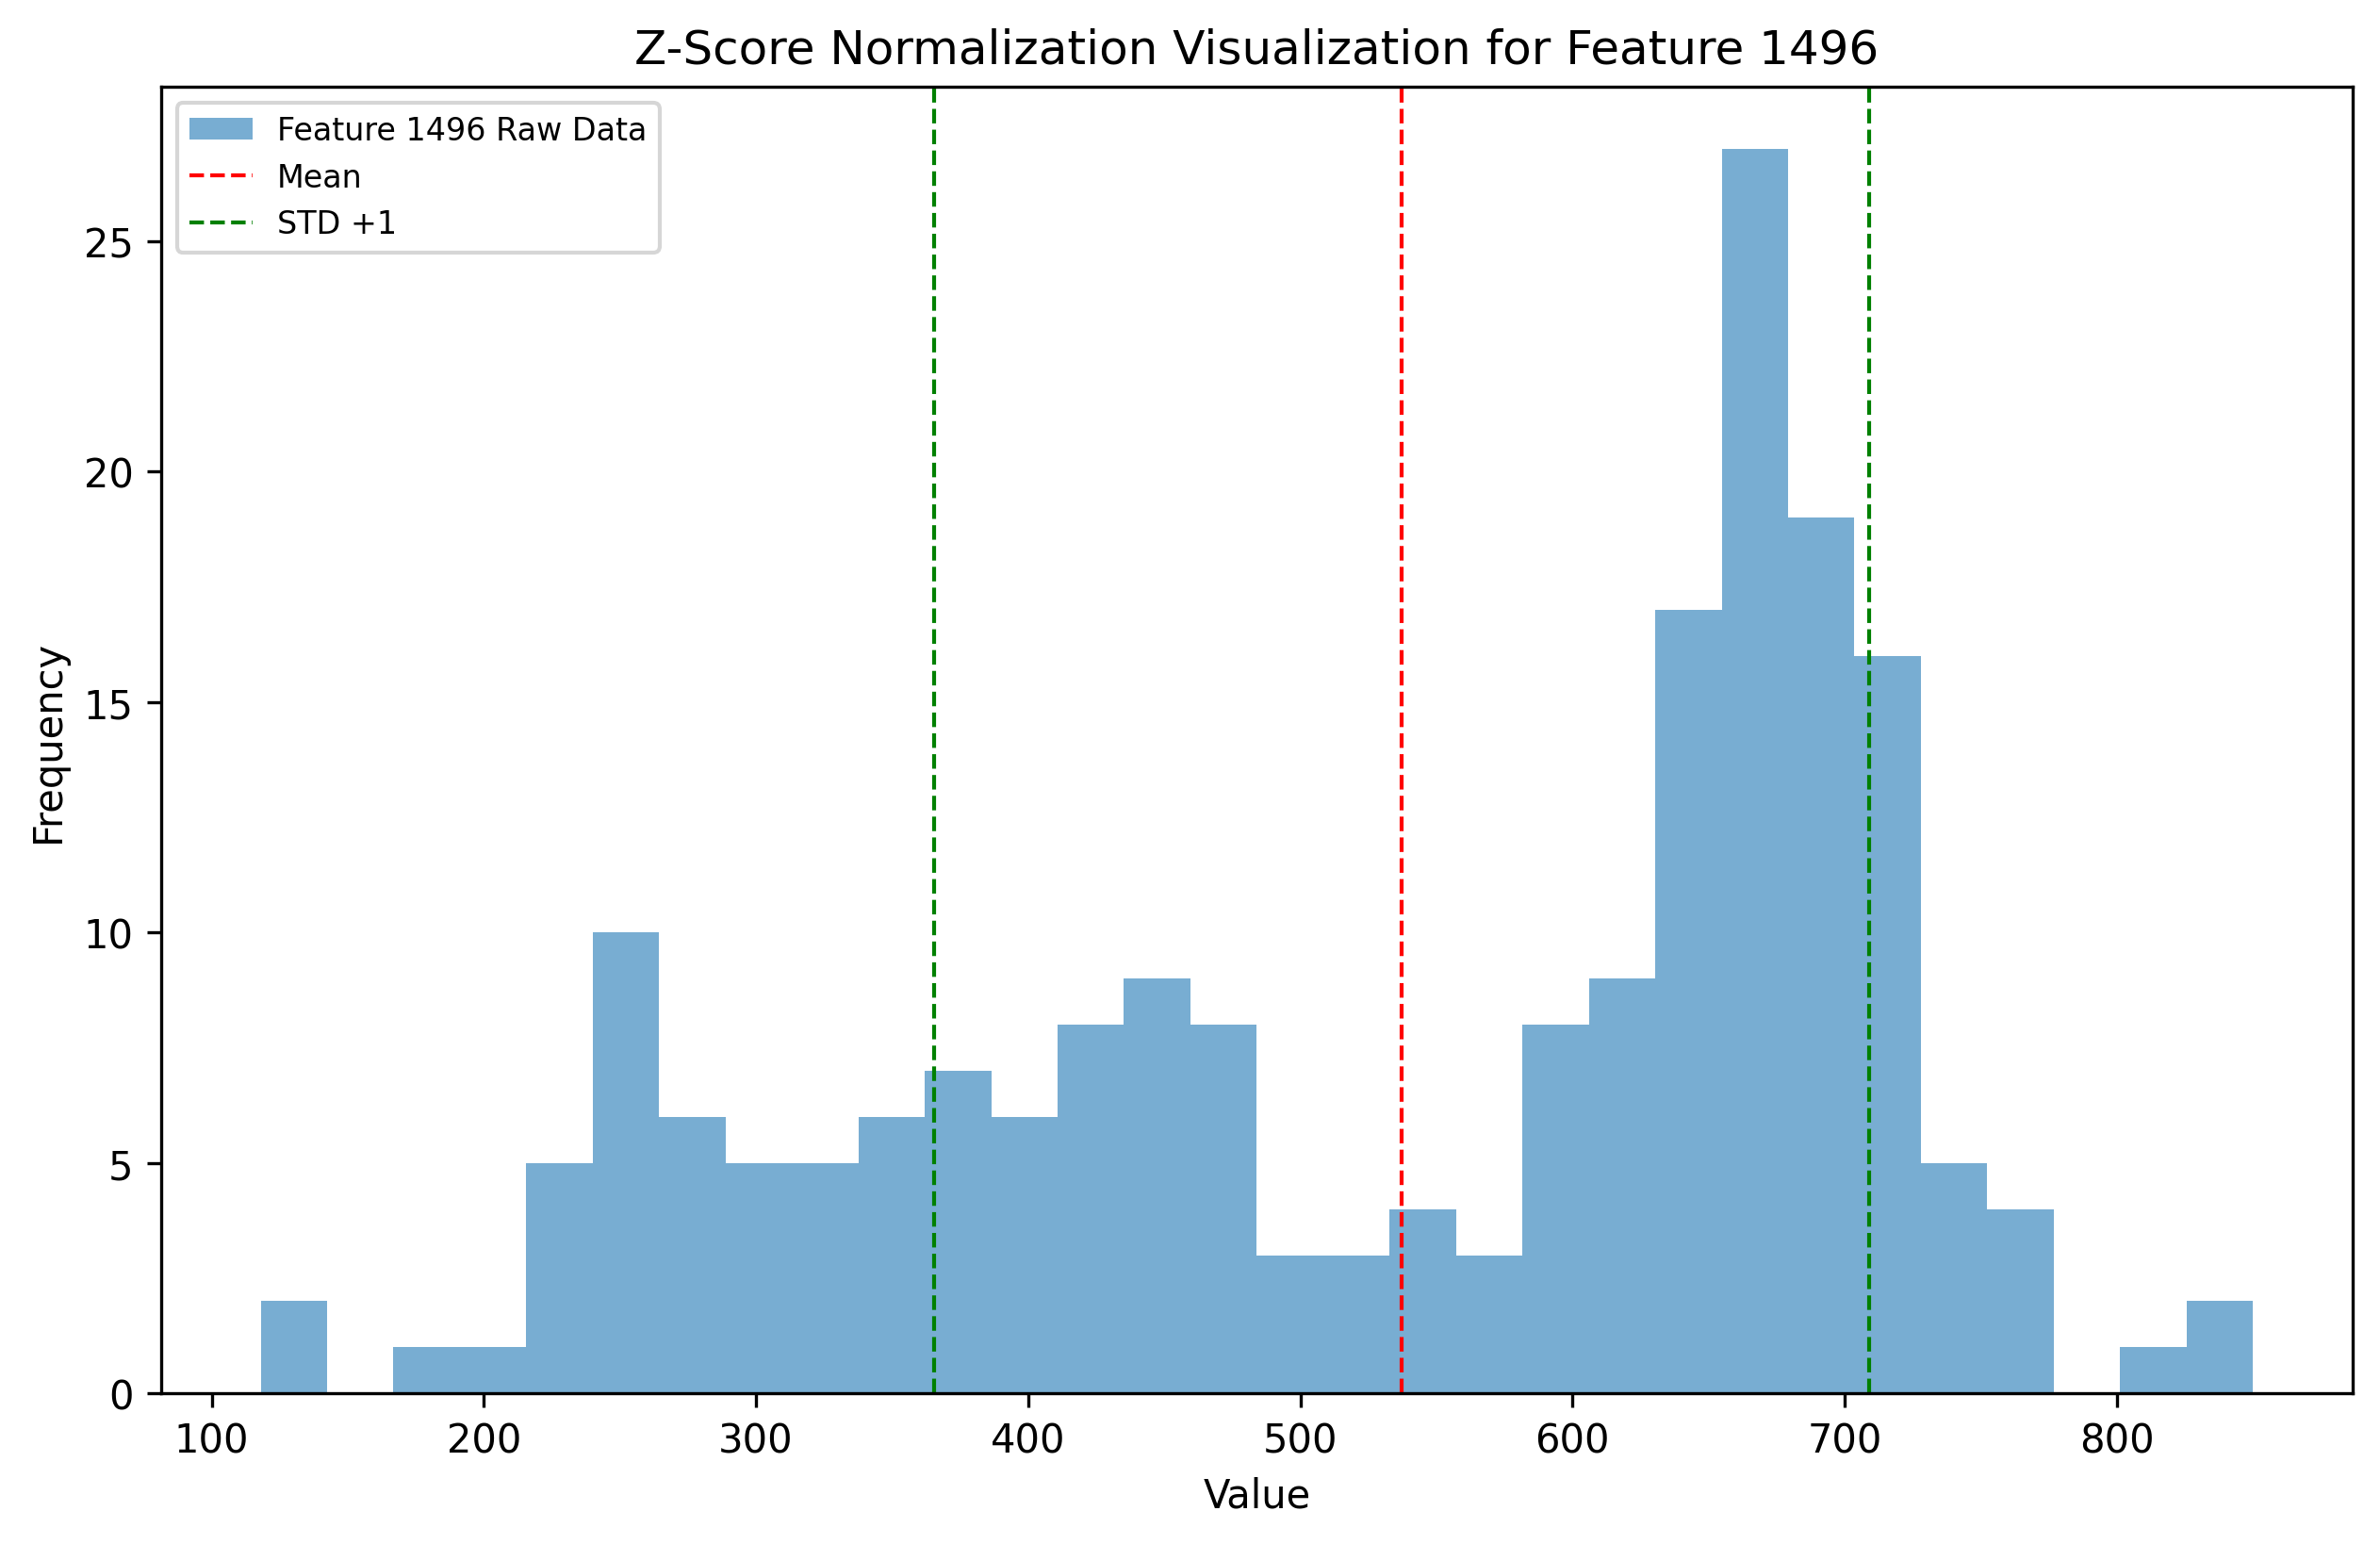 Z-Score Normalization Visualization for Feature 1496
Feature 1496 Raw Data
Mean
STD +1
Frequency
25
20
15
10
5
0
100 200 300 400 500 600 700 800
Value